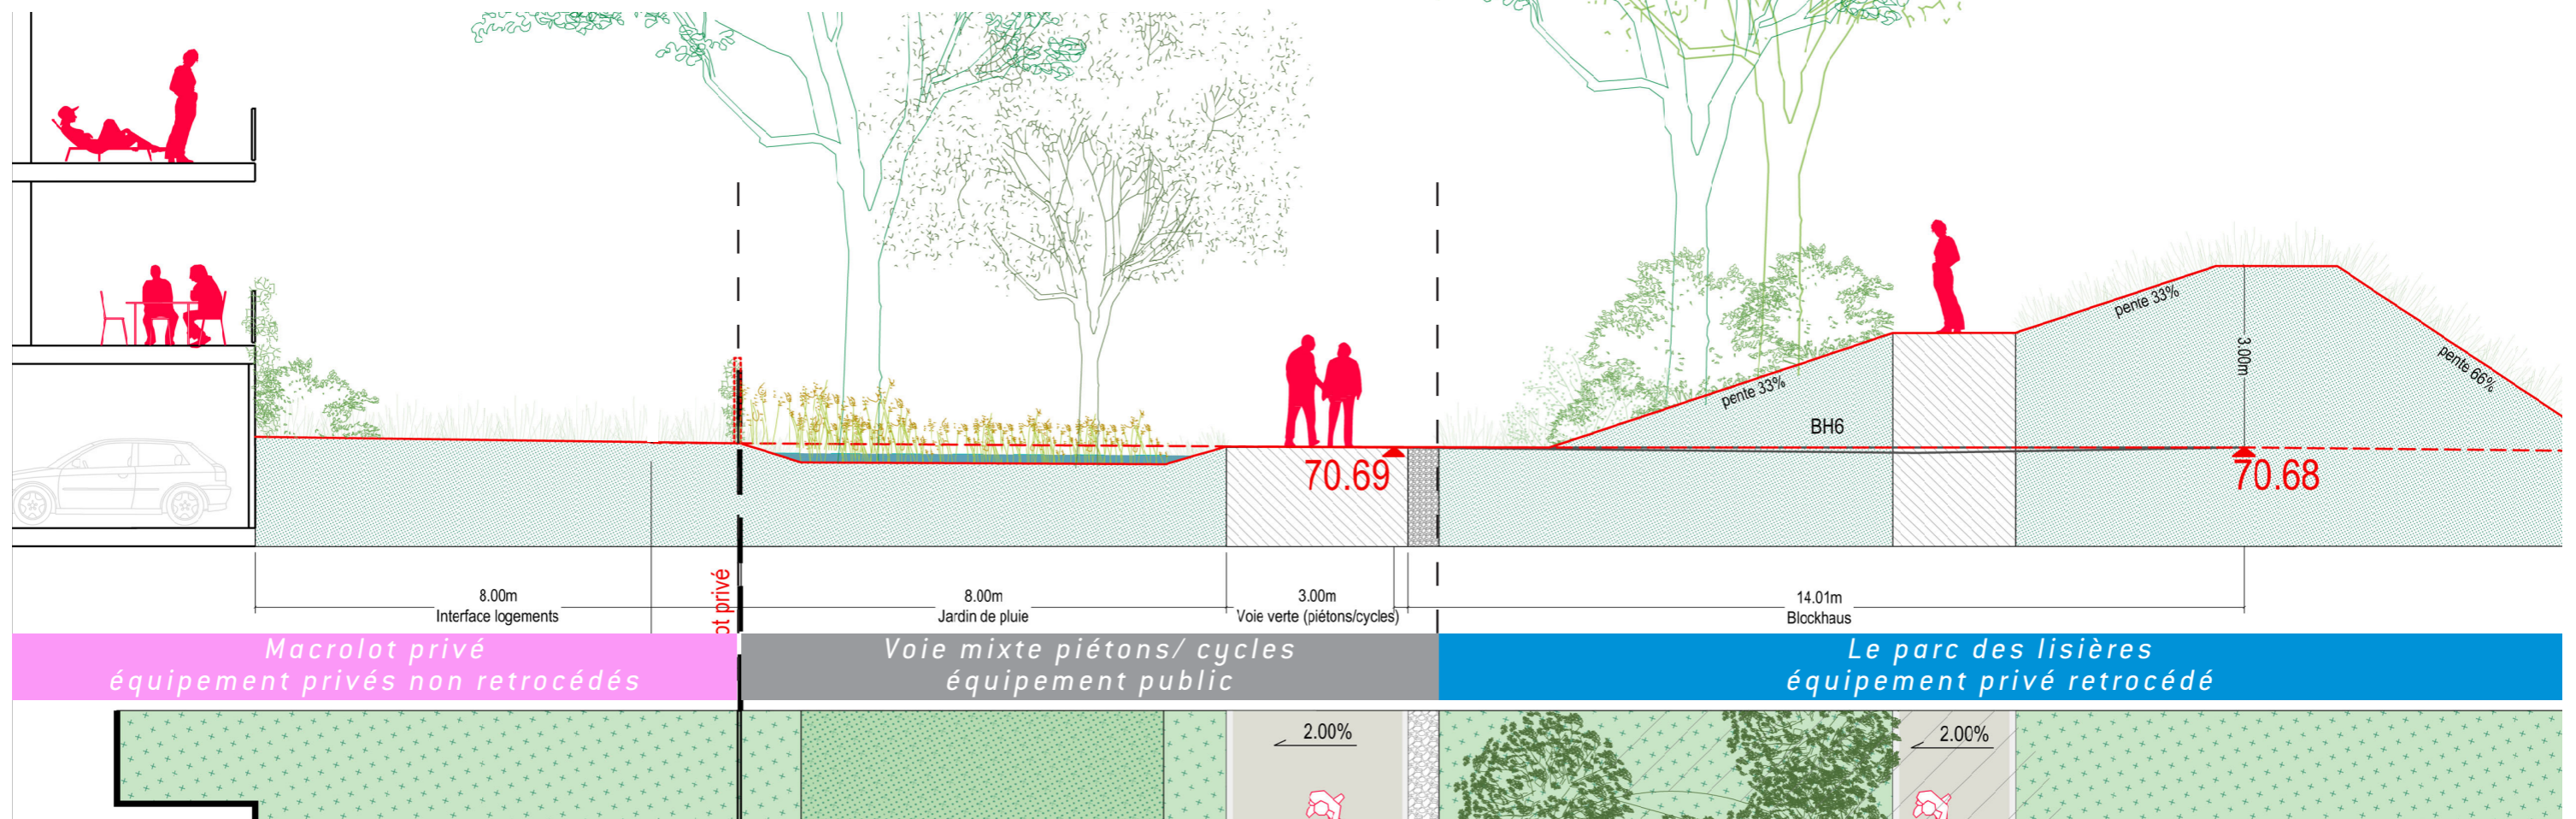 pente 33%
3.00m
pente 66%
pente 33%
BH6
70.69
70.68
ot privé
8.00m
Interface logements
8.00m
Jardin de pluie
3.00m
Voie verte (piétons/cycles)
14.01m
Blockhaus
Macrolot privé
équipement privés non retrocédés
Voie mixte piétons/ cycles
équipement public
Le parc des lisières
équipement privé retrocédé
2.00%
2.00%